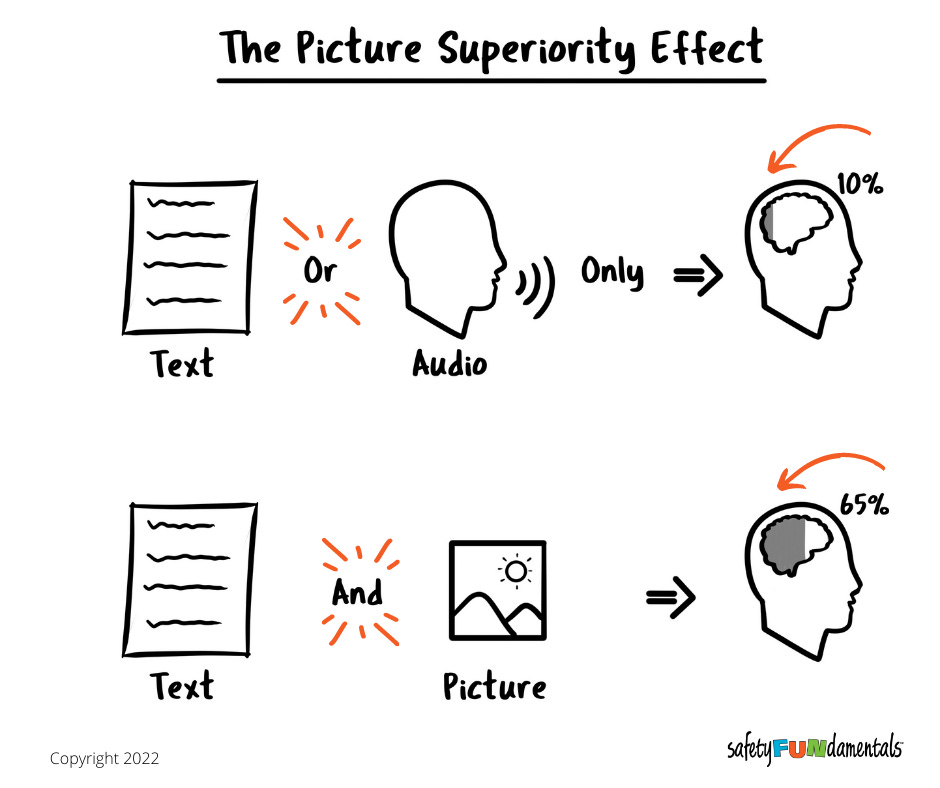 The Picture Superiority Effect
10%
Or
Only
Text
Audio
65%
And
Text
Picture
Copyright 2022
safetyFUNdamentals